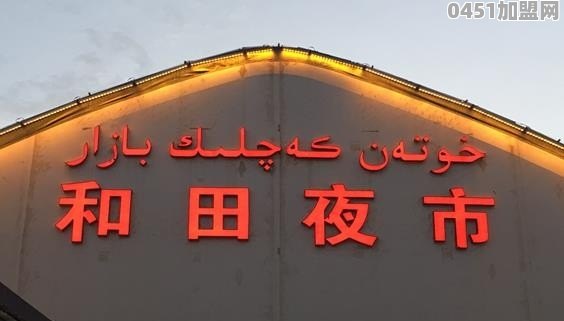 0451加盟网
خوتەن كەچلىك بازار
和田夜市